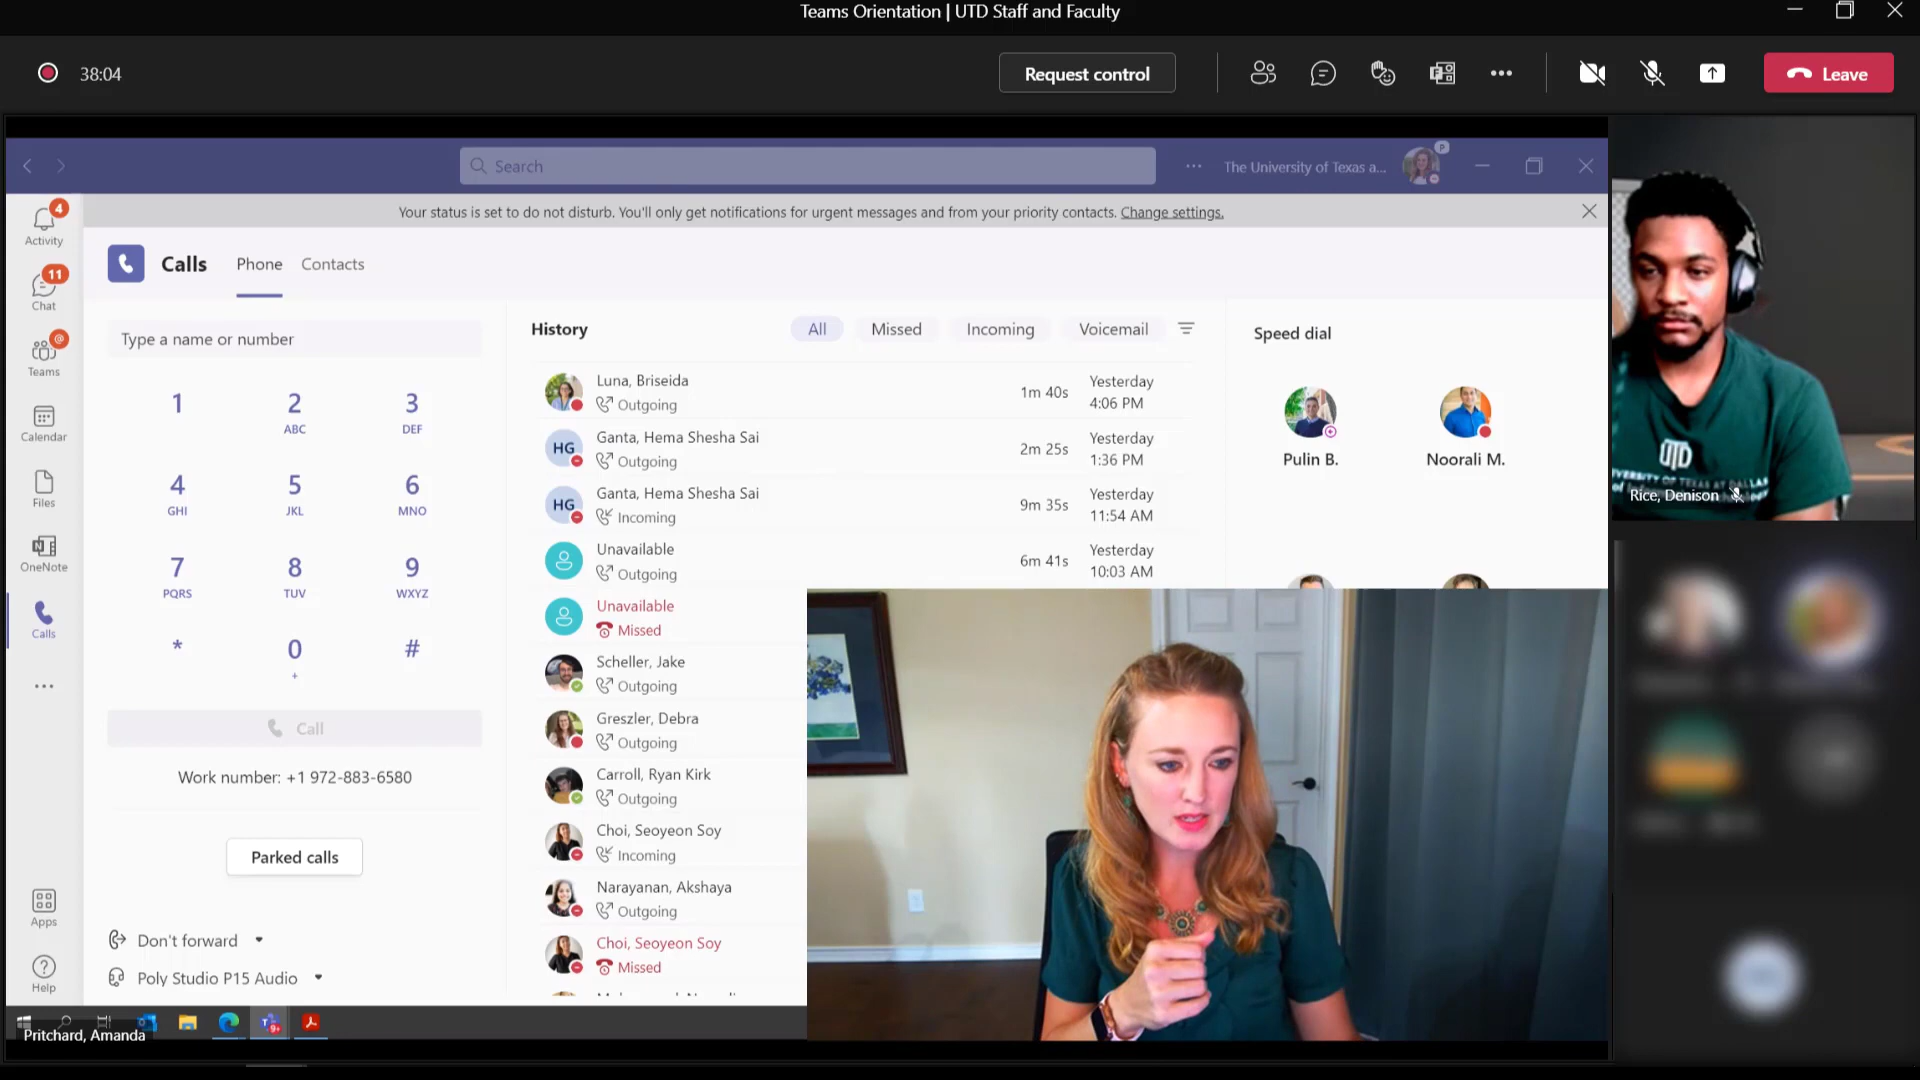 Teams Orientation | UTD Staff and Faculty
38:04
Request control
Leave
Search
The University of Texas a...
P
4
Activity
11
Chat
@
Teams
Calendar
Files
OneNote
Calls
Apps
Help
Your status is set to do not disturb. You'll only get notifications for urgent messages and from your priority contacts. Change settings.
Calls
Phone
Contacts
Type a name or number
1
2
ABC
3
DEF
4
GHI
5
JKL
6
MNO
7
PQRS
8
TUV
9
WXYZ
*
0
+
#
Call
Work number: +1 972-883-6580
Parked calls
Don't forward
Poly Studio P15 Audio
History
All
Missed
Incoming
Voicemail
Luna, Briseida
Outgoing
1m 40s
Yesterday
4:06 PM
HG
Ganta, Hema Shesha Sai
Outgoing
2m 25s
Yesterday
1:36 PM
HG
Ganta, Hema Shesha Sai
Incoming
9m 35s
Yesterday
11:54 AM
Unavailable
Outgoing
6m 41s
Yesterday
10:03 AM
Unavailable
Missed
Scheller, Jake
Outgoing
Greszler, Debra
Outgoing
Carroll, Ryan Kirk
Outgoing
Choi, Seoyeon Soy
Incoming
Narayanan, Akshaya
Outgoing
Choi, Seoyeon Soy
Missed
Speed dial
Pulin B.
Noorali M.
UTD
Rice, Denison
9+
Pritchard, Amanda